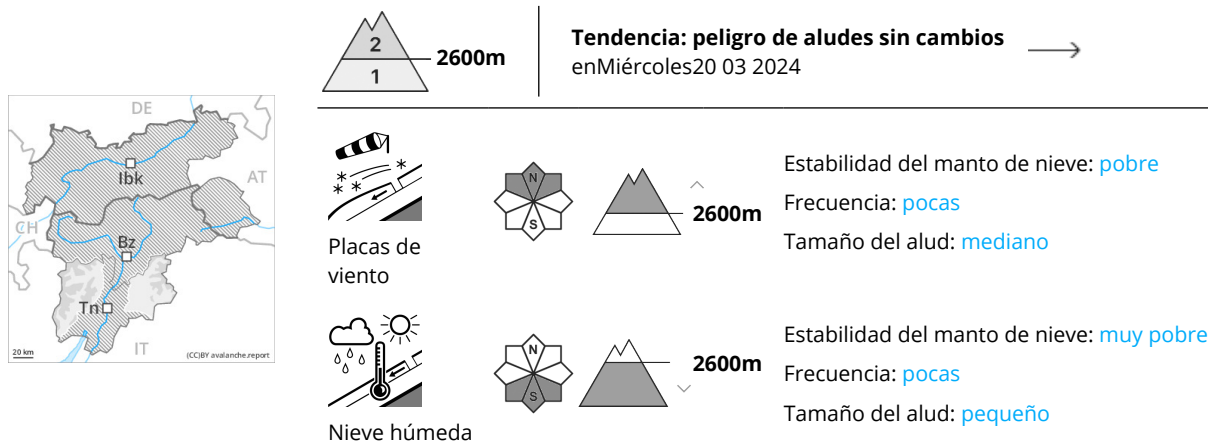 2
1
2600m
Tendencia: peligro de aludes sin cambios
enMiércoles20 03 2024
DE
Ibk
AT
CH
Bz
Tn
IT
20 km
(CC)BY avalanche.report
Placas de
viento
N
S
2600m
Estabilidad del manto de nieve: pobre
Frecuencia: pocas
Tamaño del alud: mediano
Nieve húmeda
N
S
2600m
Estabilidad del manto de nieve: muy pobre
Frecuencia: pocas
Tamaño del alud: pequeño